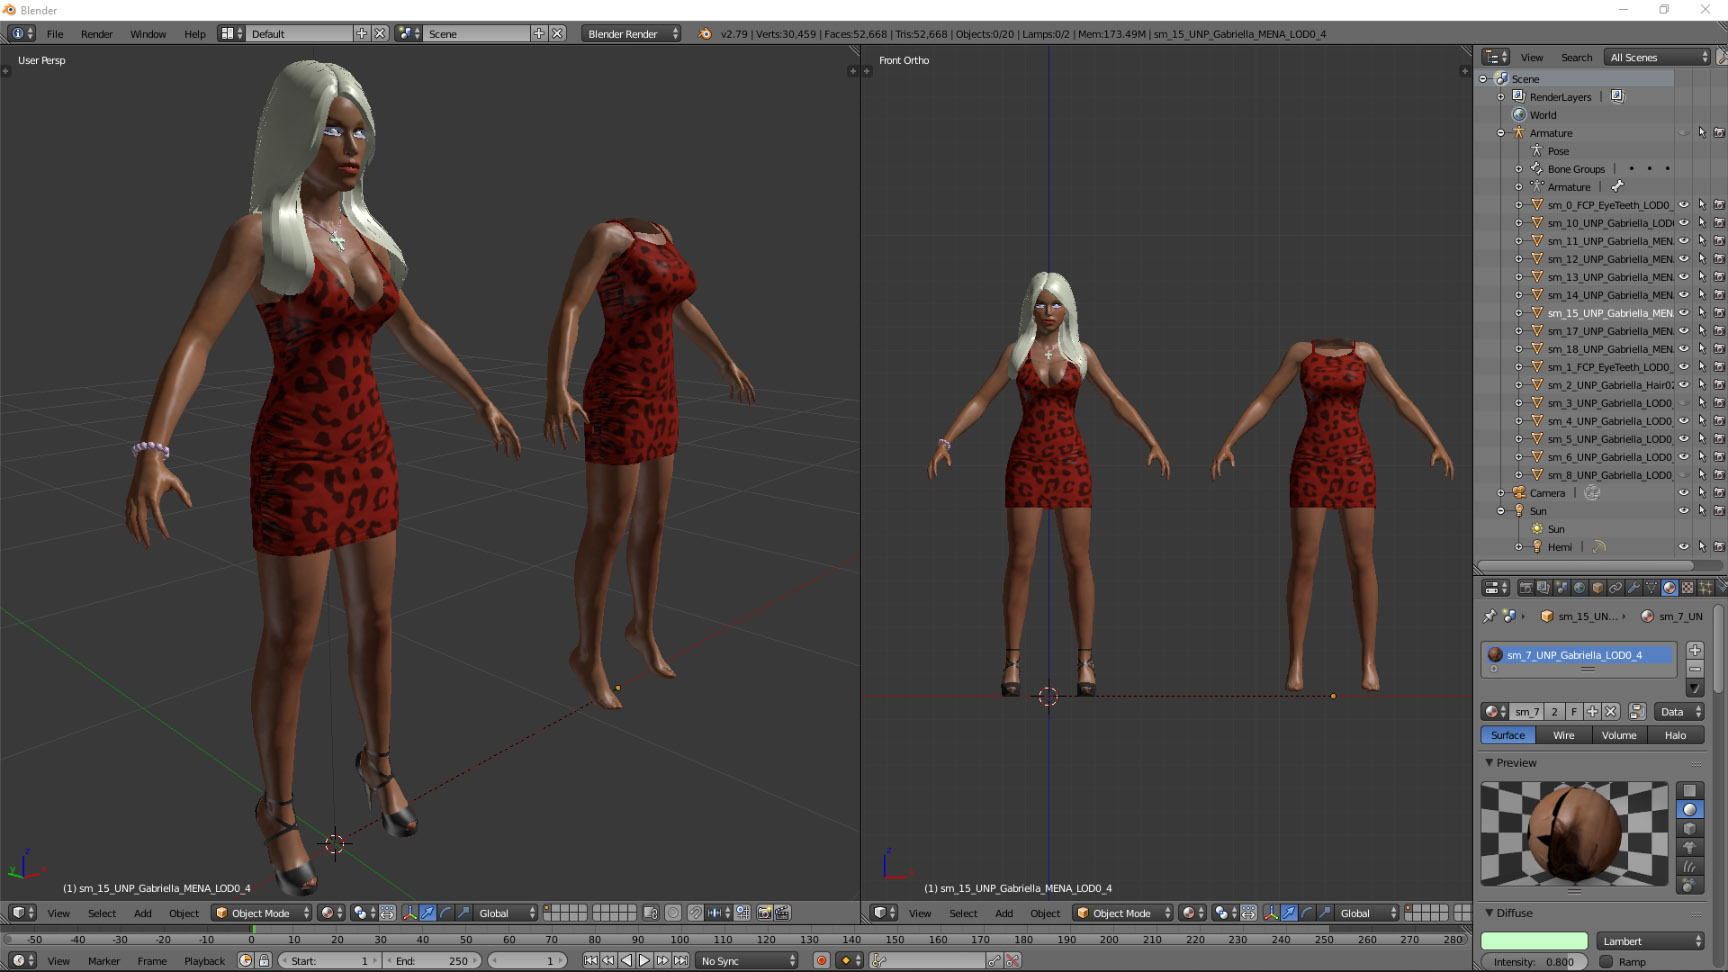 Blender
File Render Window Help Default Scene Blender Render v2.79 | Verts:30,459 | Faces:52,668 | Tris:52,668 | Objects:0/20 | Lamps:0/2 | Mem:173.49M | sm_15_UNP_Gabriella_MENA_LOD0_4
User Persp
Front Ortho
View Search All Scenes
Scene
RenderLayers |
World
Armature
Pose
Bone Groups |
Armature |
sm_0_FCP_EyeTeeth_LOD0_
sm_10_UNP_Gabriella_LOD
sm_11_UNP_Gabriella_MEN
sm_12_UNP_Gabriella_MEN
sm_13_UNP_Gabriella_MEN
sm_14_UNP_Gabriella_MEN
sm_15_UNP_Gabriella_MEN
sm_17_UNP_Gabriella_MEN
sm_18_UNP_Gabriella_MEN
sm_1_FCP_EyeTeeth_LOD0_
sm_2_UNP_Gabriella_Hair02
sm_3_UNP_Gabriella_LOD0_
sm_4_UNP_Gabriella_LOD0_
sm_5_UNP_Gabriella_LOD0_
sm_6_UNP_Gabriella_LOD0_
sm_8_UNP_Gabriella_LOD0_
Camera |
Sun
Sun
Hemi |
sm_15_UN... sm_7_UN
sm_7_UNP_Gabriella_LOD0_4
sm_7 2 F Data
Surface Wire Volume Halo
Preview
Diffuse
Lambert
Intensity: 0.800 Ramp
z
y x
(1) sm_15_UNP_Gabriella_MENA_LOD0_4
z
x
(1) sm_15_UNP_Gabriella_MENA_LOD0_4
View Select Add Object Object Mode Global
View Select Add Object Object Mode Global
-50 -40 -30 -20 -10 0 10 20 30 40 50 60 70 80 90 100 110 120 130 140 150 160 170 180 190 200 210 220 230 240 250 260 270 280
View Marker Frame Playback Start: 1 End: 250 1 No Sync